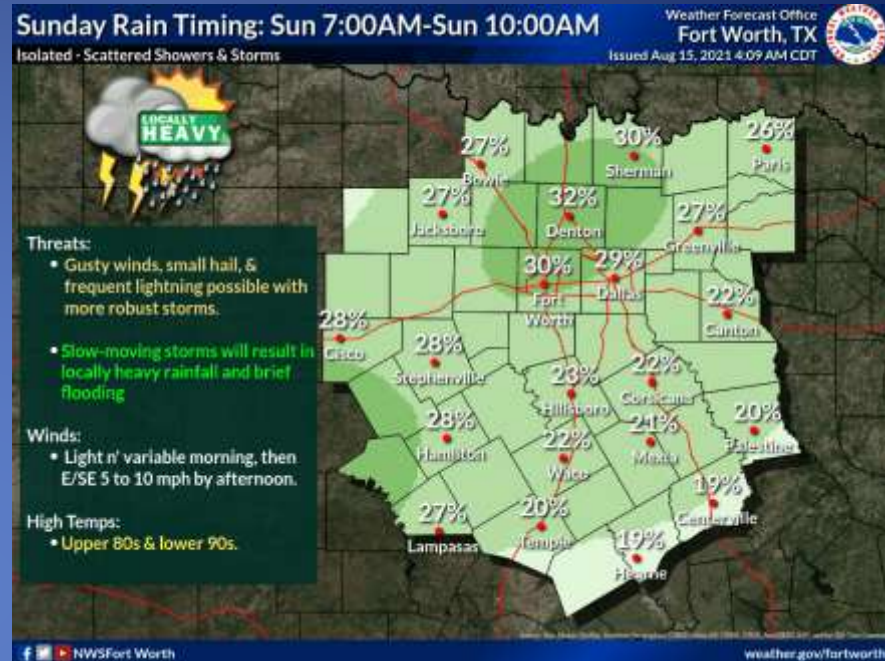 Sunday Rain Timing: Sun 7:00AM-Sun 10:00AM
Isolated - Scattered Showers & Storms
Weather Forecast Office
Fort Worth, TX
Issued Aug 15, 2021 4:09 AM CDT
LOCALLY
HEAVY
Threats:
• Gusty winds, small hail, &
frequent lightning possible with
more robust storms.
• Slow-moving storms will result in
locally heavy rainfall and brief
flooding
Winds:
• Light n' variable morning, then
E/SE 5 to 10 mph by afternoon.
High Temps:
• Upper 80s & lower 90s.
27%
Bowie
30%
Sherman
26%
Paris
27%
Jacksboro
32%
Denton
27%
Greenville
30%
Fort
Worth
29%
Dallas
22%
Canton
28%
Cisco
28%
Stephenville
23%
Hillsboro
22%
Corsicana
28%
Hamilton
22%
Waco
21%
Mexia
20%
Palestine
27%
Lampasas
20%
Temple
19%
Centerville
19%
Hearne
NWSFort Worth
weather.gov/fortworth